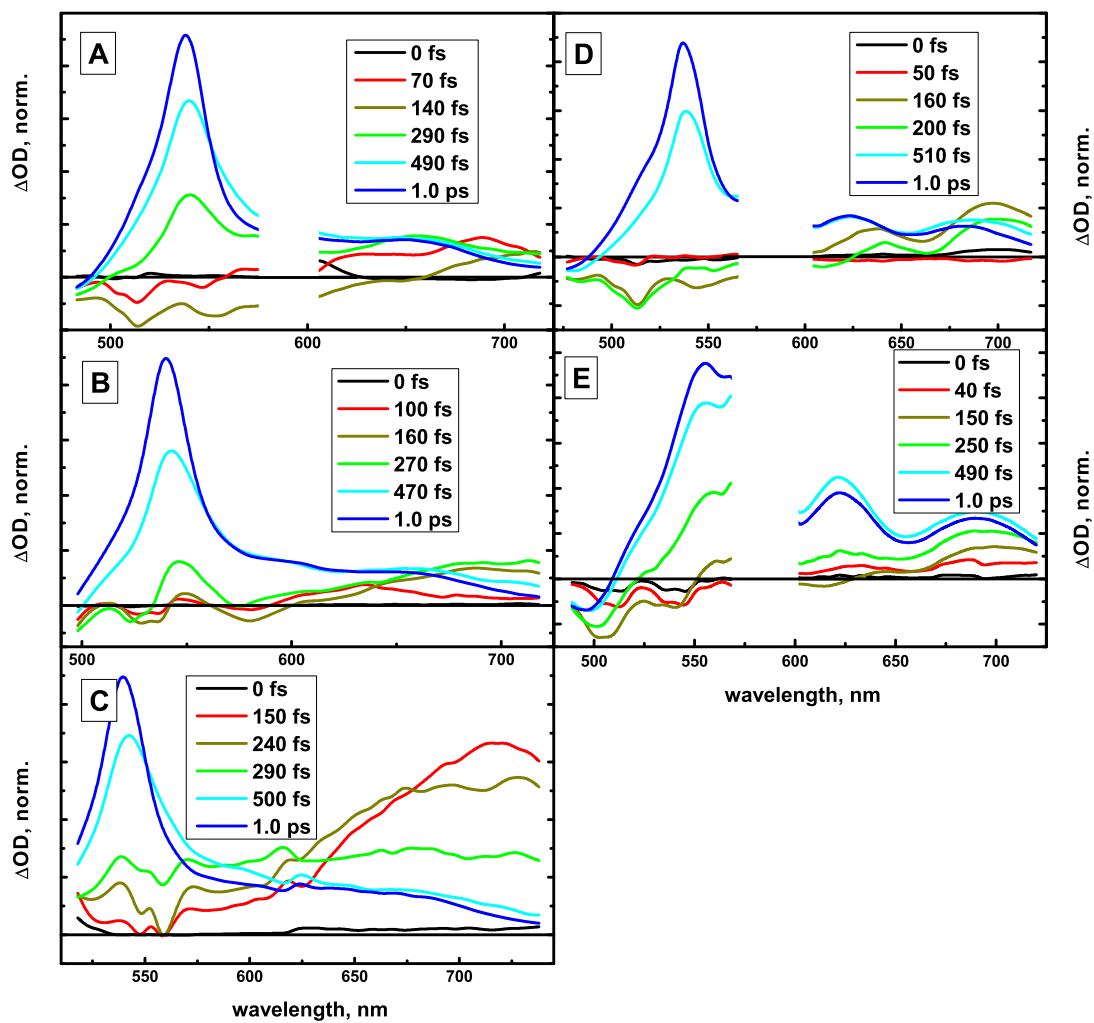 A
ΔOD, norm.
0 fs
70 fs
140 fs
290 fs
490 fs
1.0 ps
500
600
700
B
ΔOD, norm.
0 fs
100 fs
160 fs
270 fs
470 fs
1.0 ps
500
600
700
C
ΔOD, norm.
0 fs
150 fs
240 fs
290 fs
500 fs
1.0 ps
550
600
650
700
wavelength, nm
D
ΔOD, norm.
0 fs
50 fs
160 fs
200 fs
510 fs
1.0 ps
500
550
600
650
700
E
ΔOD, norm.
0 fs
40 fs
150 fs
250 fs
490 fs
1.0 ps
500
550
600
650
700
wavelength, nm